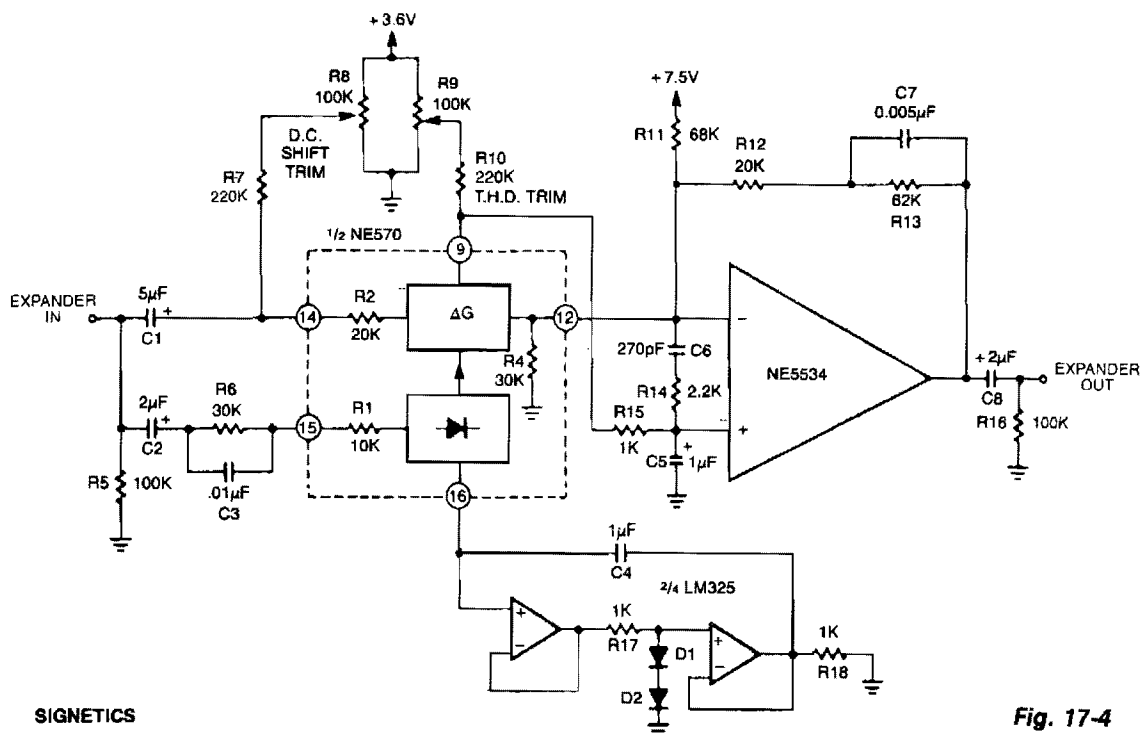 + 3.6V
R8
100K
R9
100K
D.C.
SHIFT
TRIM
R7
220K
R10
220K
T.H.D. TRIM
+ 7.5V
R11
68K
R12
20K
C7
0.005µF
62K
R13
1/2 NE570
9
EXPANDER
IN
5µF
+
C1
14
R2
20K
ΔG
12
R4
30K
270pF
C6
R14
2.2K
R15
1K
C5
+
1µF
−
+
NE5534
+ 2µF
C8
EXPANDER
OUT
R16
100K
2µF
+
C2
R6
30K
.01µF
C3
R5
100K
15
R1
10K
16
1µF
C4
2/4 LM325
+
−
1K
R17
D1
D2
+
−
1K
R18
SIGNETICS
Fig. 17-4